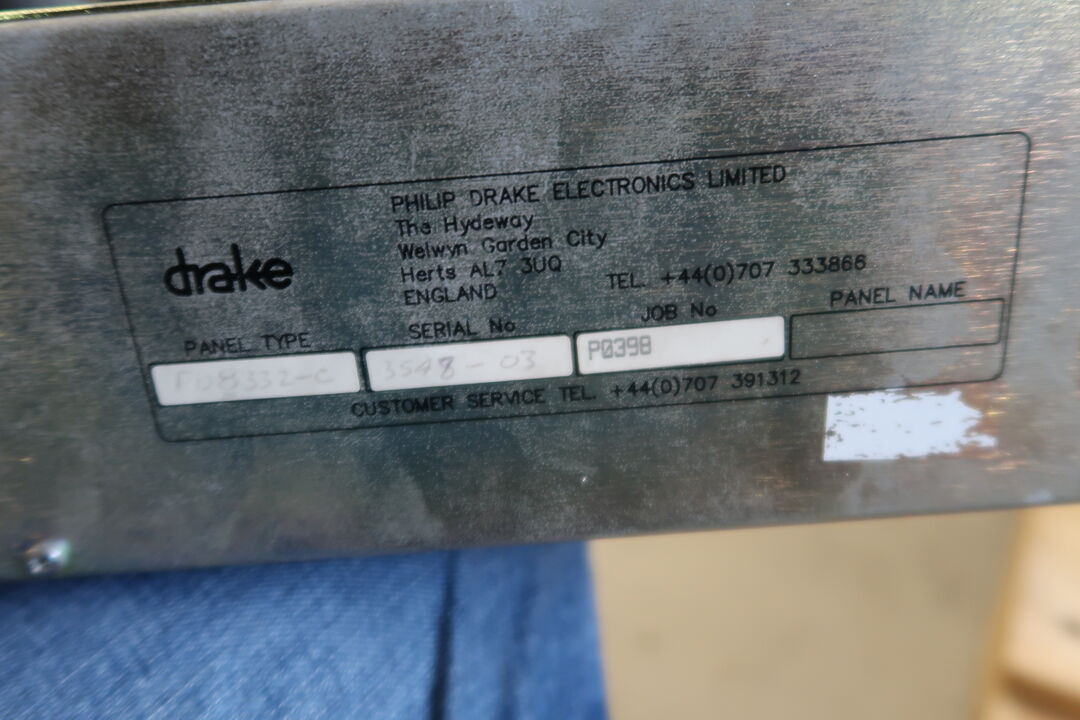 drake
PHILIP DRAKE ELECTRONICS LIMITED
The Hydeway
Welwyn Garden City
Herts AL7 3UQ
ENGLAND
TEL. +44(0)707 333866
PANEL TYPE
SERIAL No
3548-03
JOB No
P0398
PANEL NAME
CUSTOMER SERVICE TEL. +44(0)707 391312